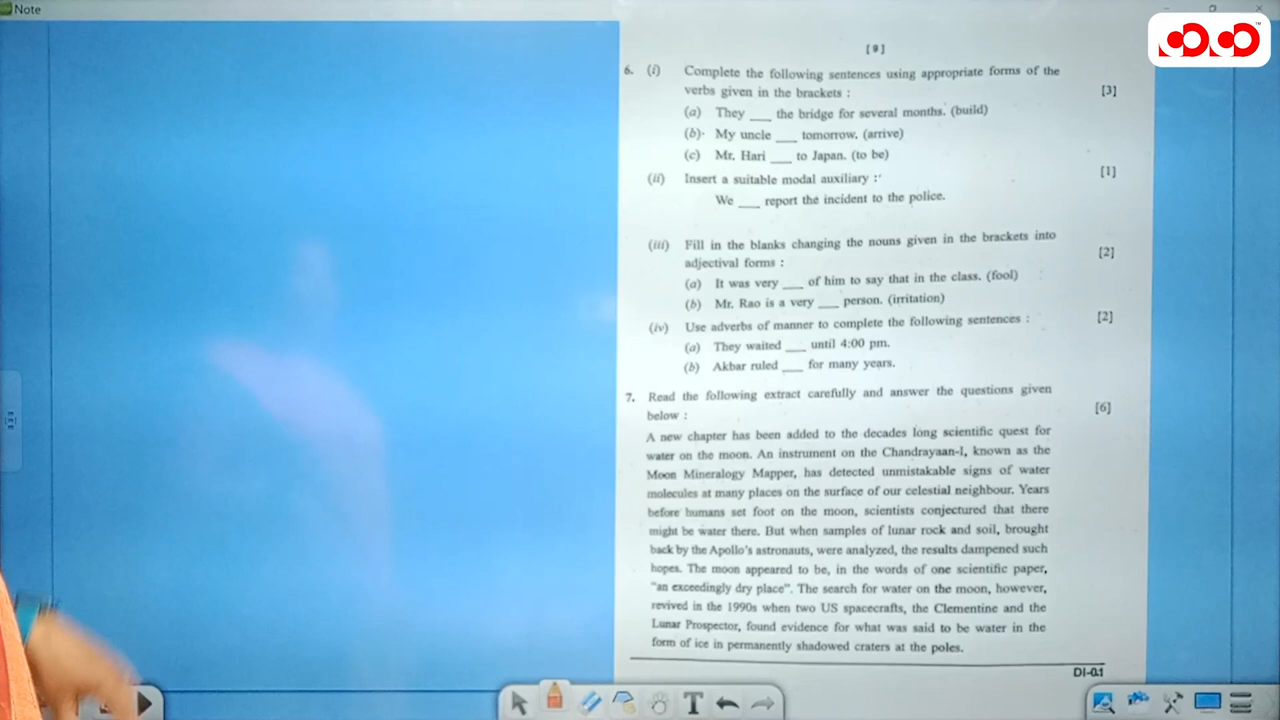 Note
[9]
6. (i) Complete the following sentences using appropriate forms of the
verbs given in the brackets : [3]
(a) They ___ the bridge for several months. (build)
(b) My uncle ___ tomorrow. (arrive)
(c) Mr. Hari ___ to Japan. (to be)
(ii) Insert a suitable modal auxiliary : [1]
We ___ report the incident to the police.
(iii) Fill in the blanks changing the nouns given in the brackets into
adjectival forms : [2]
(a) It was very ___ of him to say that in the class. (fool)
(b) Mr. Rao is a very ___ person. (irritation)
(iv) Use adverbs of manner to complete the following sentences : [2]
(a) They waited ___ until 4:00 pm.
(b) Akbar ruled ___ for many years.
7. Read the following extract carefully and answer the questions given
below : [6]
A new chapter has been added to the decades long scientific quest for
water on the moon. An instrument on the Chandrayaan-I, known as the
Moon Mineralogy Mapper, has detected unmistakable signs of water
molecules at many places on the surface of our celestial neighbour. Years
before humans set foot on the moon, scientists conjectured that there
might be water there. But when samples of lunar rock and soil, brought
back by the Apollo's astronauts, were analyzed, the results dampened such
hopes. The moon appeared to be, in the words of one scientific paper,
"an exceedingly dry place". The search for water on the moon, however,
revived in the 1990s when two US spacecrafts, the Clementine and the
Lunar Prospector, found evidence for what was said to be water in the
form of ice in permanently shadowed craters at the poles.
DI-01
T